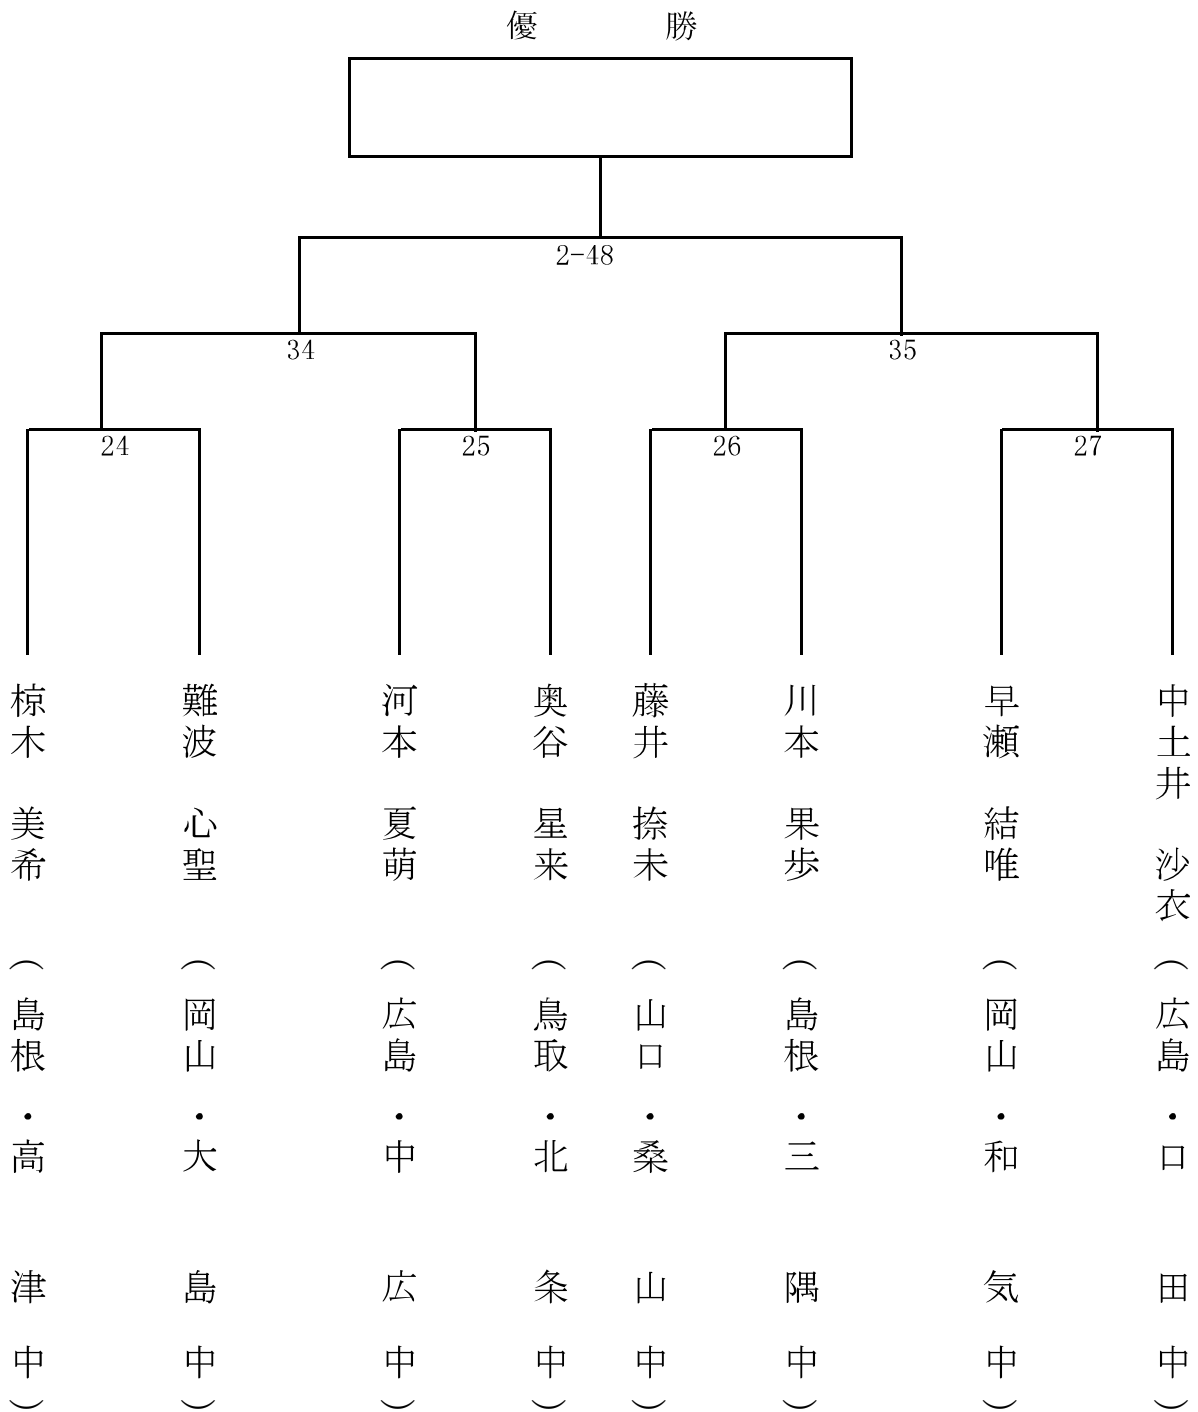 優　勝
2-48
34
35
24
25
26
27
椋木　美希（島根・高津中）
難波　心聖（岡山・大島中）
河本　夏萌（広島・中広中）
奥谷　星来（鳥取・北条中）
藤井　捺未（山口・桑山中）
川本　果歩（島根・三隅中）
早瀬　結唯（岡山・和気中）
中土井　沙衣（広島・口田中）